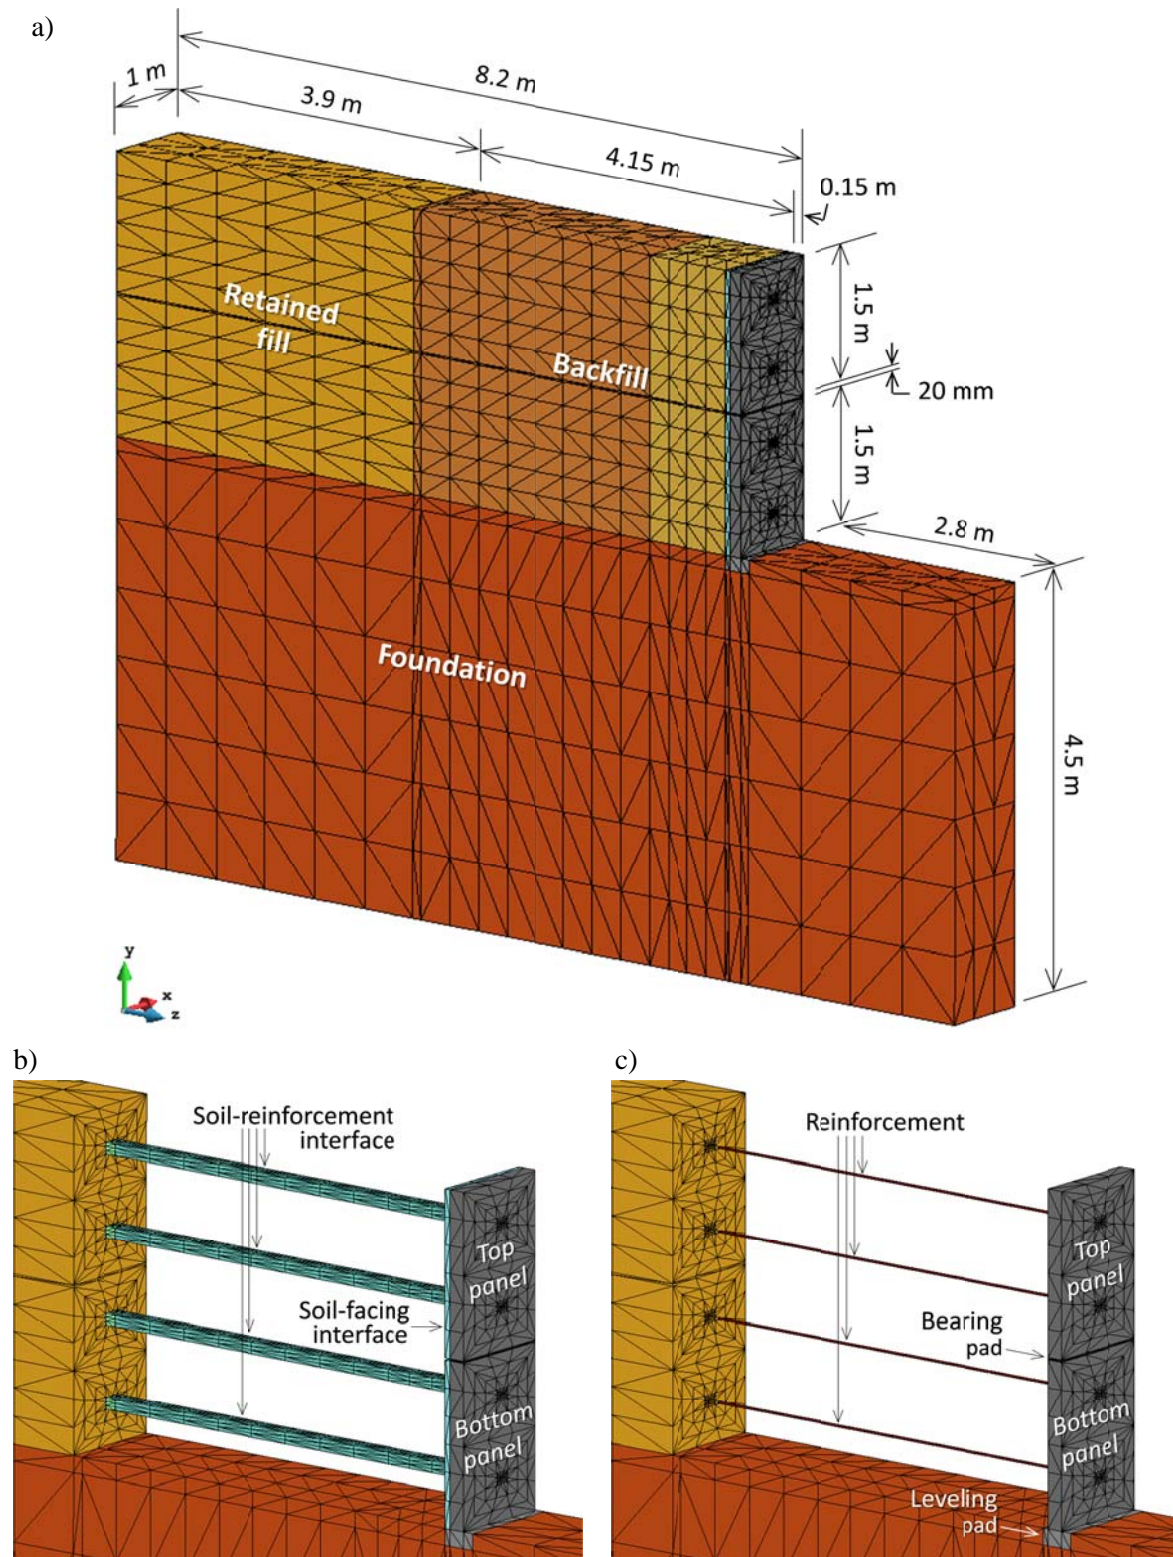 a)
1 m
8.2 m
3.9 m
4.15 m
0.15 m
1.5 m
20 mm
1.5 m
2.8 m
4.5 m
Retained
fill
Backfill
Foundation
y
x
z
b)
Soil-reinforcement
interface
Soil-facing
interface
Top
panel
Bottom
panel
c)
Reinforcement
Top
panel
Bearing
pad
Bottom
panel
Leveling
pad